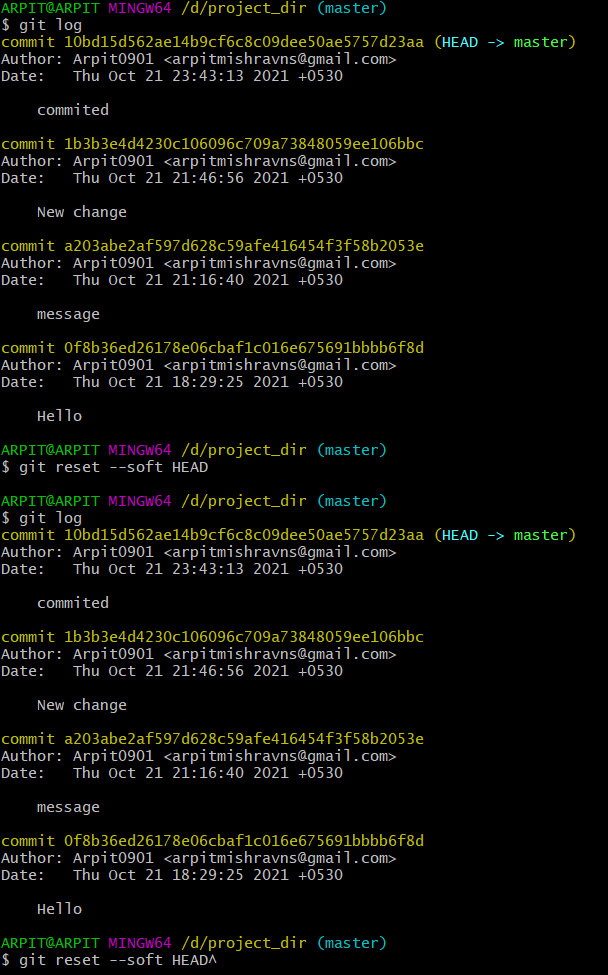 ARPIT@ARPIT MINGW64 /d/project_dir (master)
$ git log
commit 10bd15d562ae14b9cf6c8c09dee50ae5757d23aa (HEAD -> master)
Author: Arpit0901 <arpitmishravns@gmail.com>
Date:   Thu Oct 21 23:43:13 2021 +0530
    commited
commit 1b3b3e4d4230c106096c709a73848059ee106bbc
Author: Arpit0901 <arpitmishravns@gmail.com>
Date:   Thu Oct 21 21:46:56 2021 +0530
    New change
commit a203abe2af597d628c59afe416454f3f58b2053e
Author: Arpit0901 <arpitmishravns@gmail.com>
Date:   Thu Oct 21 21:16:40 2021 +0530
    message
commit 0f8b36ed26178e06cbaf1c016e675691bbbb6f8d
Author: Arpit0901 <arpitmishravns@gmail.com>
Date:   Thu Oct 21 18:29:25 2021 +0530
    Hello
ARPIT@ARPIT MINGW64 /d/project_dir (master)
$ git reset --soft HEAD
ARPIT@ARPIT MINGW64 /d/project_dir (master)
$ git log
commit 10bd15d562ae14b9cf6c8c09dee50ae5757d23aa (HEAD -> master)
Author: Arpit0901 <arpitmishravns@gmail.com>
Date:   Thu Oct 21 23:43:13 2021 +0530
    commited
commit 1b3b3e4d4230c106096c709a73848059ee106bbc
Author: Arpit0901 <arpitmishravns@gmail.com>
Date:   Thu Oct 21 21:46:56 2021 +0530
    New change
commit a203abe2af597d628c59afe416454f3f58b2053e
Author: Arpit0901 <arpitmishravns@gmail.com>
Date:   Thu Oct 21 21:16:40 2021 +0530
    message
commit 0f8b36ed26178e06cbaf1c016e675691bbbb6f8d
Author: Arpit0901 <arpitmishravns@gmail.com>
Date:   Thu Oct 21 18:29:25 2021 +0530
    Hello
ARPIT@ARPIT MINGW64 /d/project_dir (master)
$ git reset --soft HEAD^